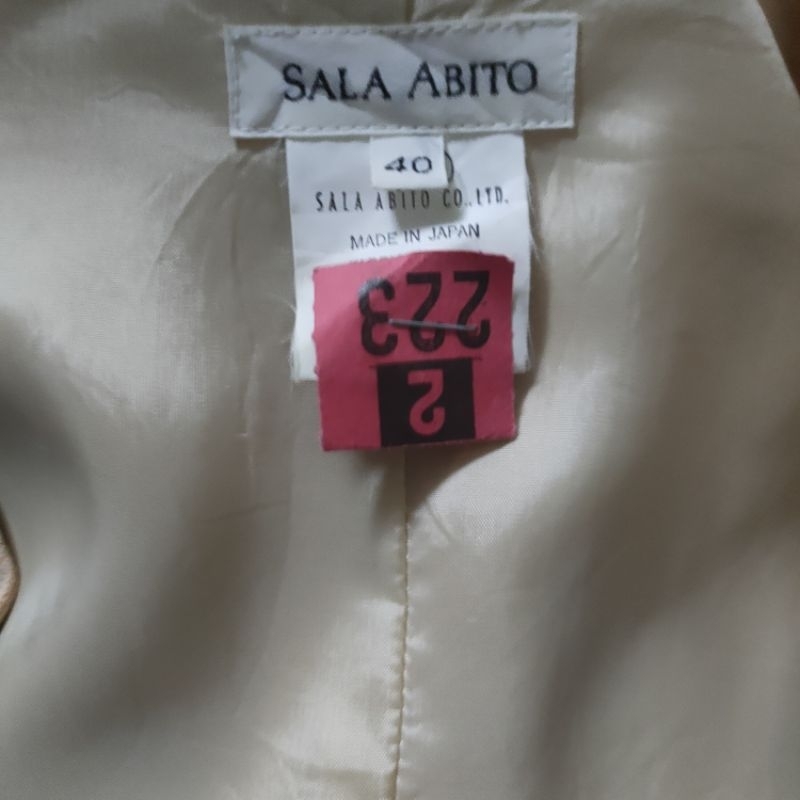 SALA ABITO
40
SALA ABITO CO.,LTD.
MADE IN JAPAN
223
2